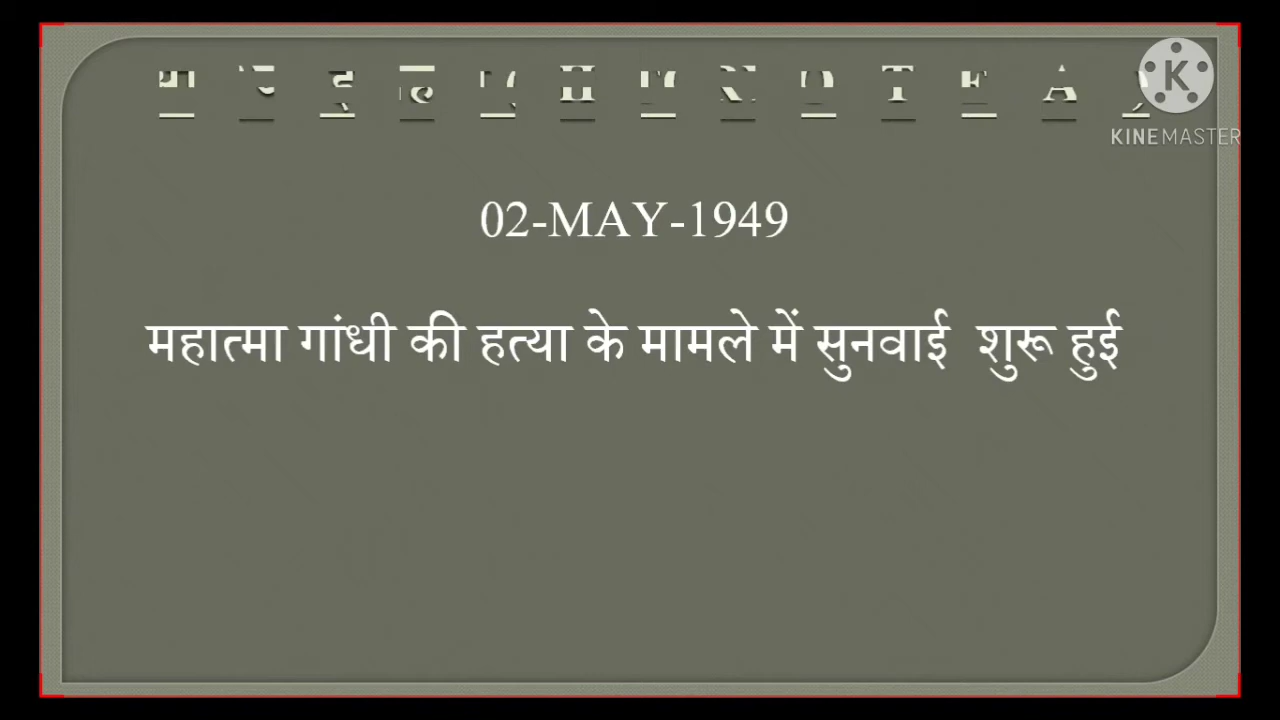 K
KINEMASTER
02-MAY-1949
महात्मा गांधी की हत्या के मामले में सुनवाई शुरू हुई